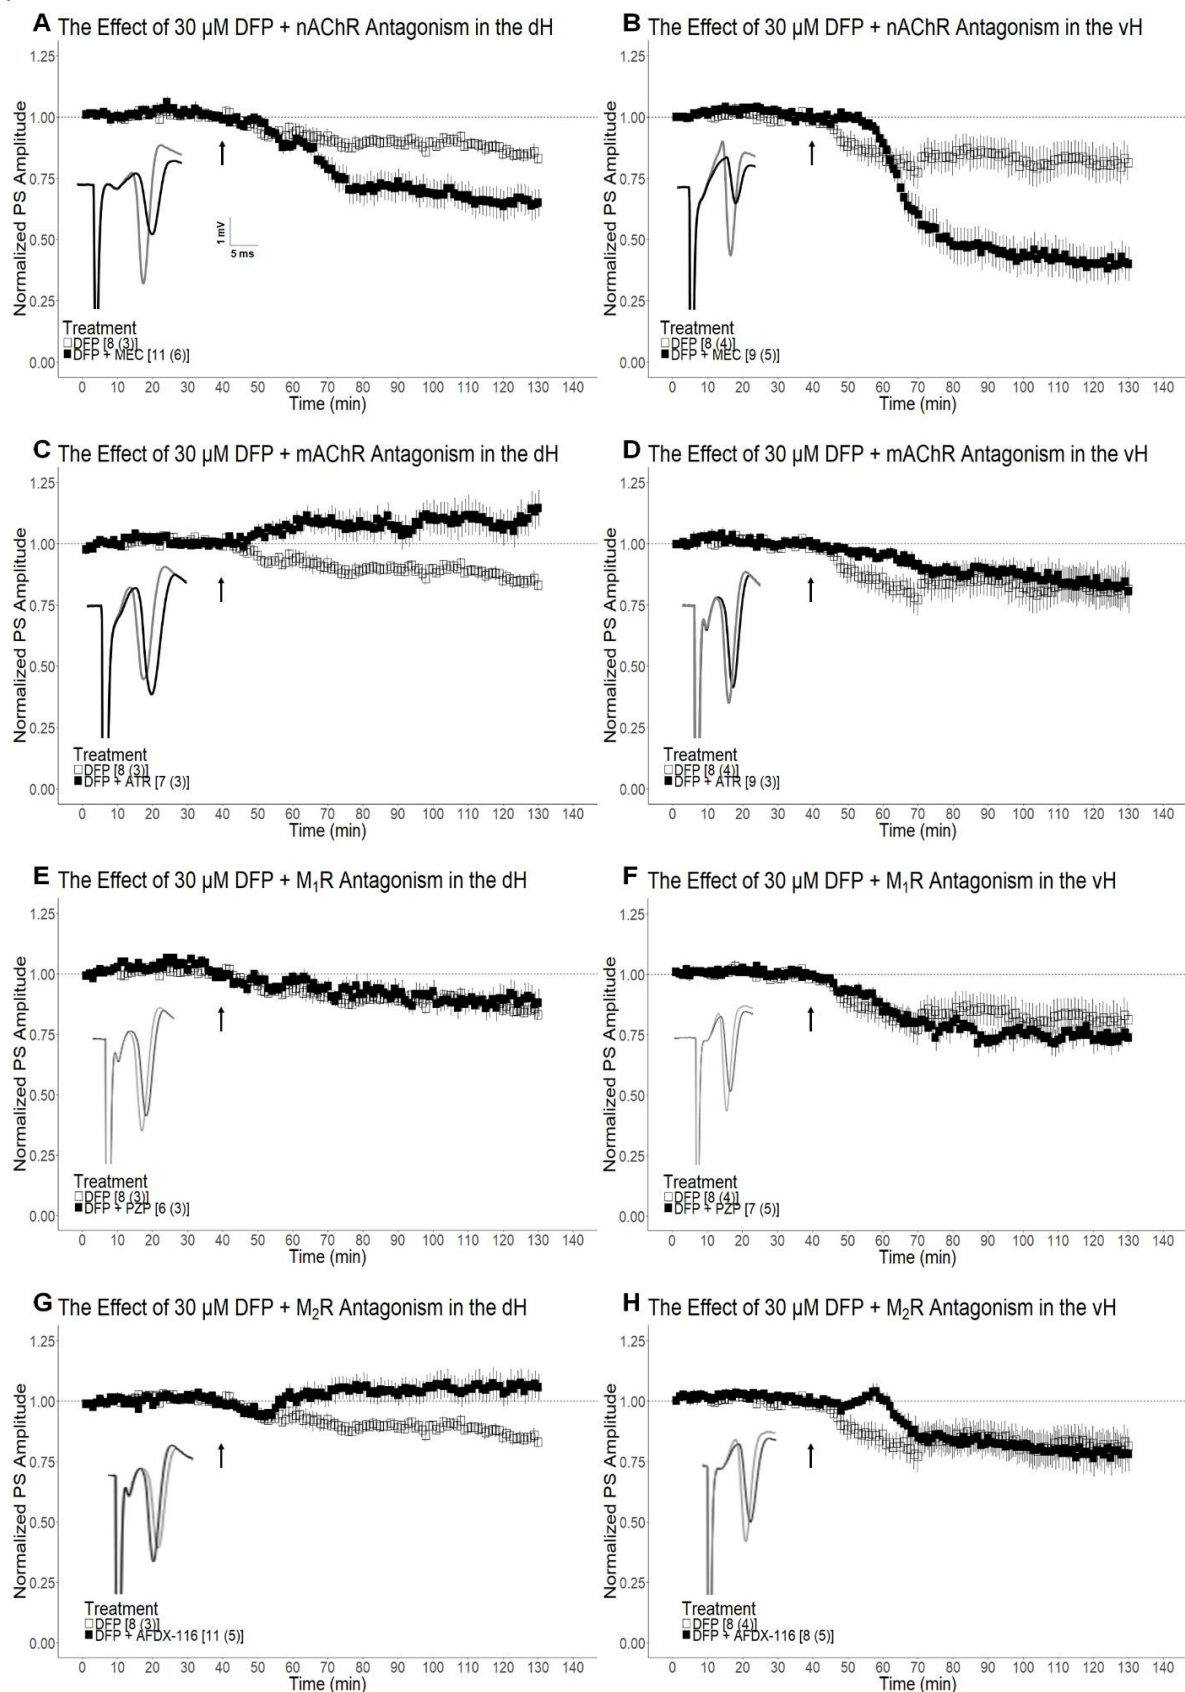 A The Effect of 30 µM DFP + nAChR Antagonism in the dH
Normalized PS Amplitude
1.25
1.00
0.75
0.50
0.25
0.00
1 mV
5 ms
Treatment
DFP [8 (3)]
DFP + MEC [11 (6)]
0 10 20 30 40 50 60 70 80 90 100 110 120 130 140
Time (min)
B The Effect of 30 µM DFP + nAChR Antagonism in the vH
Normalized PS Amplitude
1.25
1.00
0.75
0.50
0.25
0.00
Treatment
DFP [8 (4)]
DFP + MEC [9 (5)]
0 10 20 30 40 50 60 70 80 90 100 110 120 130 140
Time (min)
C The Effect of 30 µM DFP + mAChR Antagonism in the dH
Normalized PS Amplitude
1.25
1.00
0.75
0.50
0.25
0.00
Treatment
DFP [8 (3)]
DFP + ATR [7 (3)]
0 10 20 30 40 50 60 70 80 90 100 110 120 130 140
Time (min)
D The Effect of 30 µM DFP + mAChR Antagonism in the vH
Normalized PS Amplitude
1.25
1.00
0.75
0.50
0.25
0.00
Treatment
DFP [8 (4)]
DFP + ATR [9 (3)]
0 10 20 30 40 50 60 70 80 90 100 110 120 130 140
Time (min)
E The Effect of 30 µM DFP + M₁R Antagonism in the dH
Normalized PS Amplitude
1.25
1.00
0.75
0.50
0.25
0.00
Treatment
DFP [8 (3)]
DFP + PZP [6 (3)]
0 10 20 30 40 50 60 70 80 90 100 110 120 130 140
Time (min)
F The Effect of 30 µM DFP + M₁R Antagonism in the vH
Normalized PS Amplitude
1.25
1.00
0.75
0.50
0.25
0.00
Treatment
DFP [8 (4)]
DFP + PZP [7 (5)]
0 10 20 30 40 50 60 70 80 90 100 110 120 130 140
Time (min)
G The Effect of 30 µM DFP + M₂R Antagonism in the dH
Normalized PS Amplitude
1.25
1.00
0.75
0.50
0.25
0.00
Treatment
DFP [8 (3)]
DFP + AFDX-116 [11 (5)]
0 10 20 30 40 50 60 70 80 90 100 110 120 130 140
Time (min)
H The Effect of 30 µM DFP + M₂R Antagonism in the vH
Normalized PS Amplitude
1.25
1.00
0.75
0.50
0.25
0.00
Treatment
DFP [8 (4)]
DFP + AFDX-116 [8 (5)]
0 10 20 30 40 50 60 70 80 90 100 110 120 130 140
Time (min)